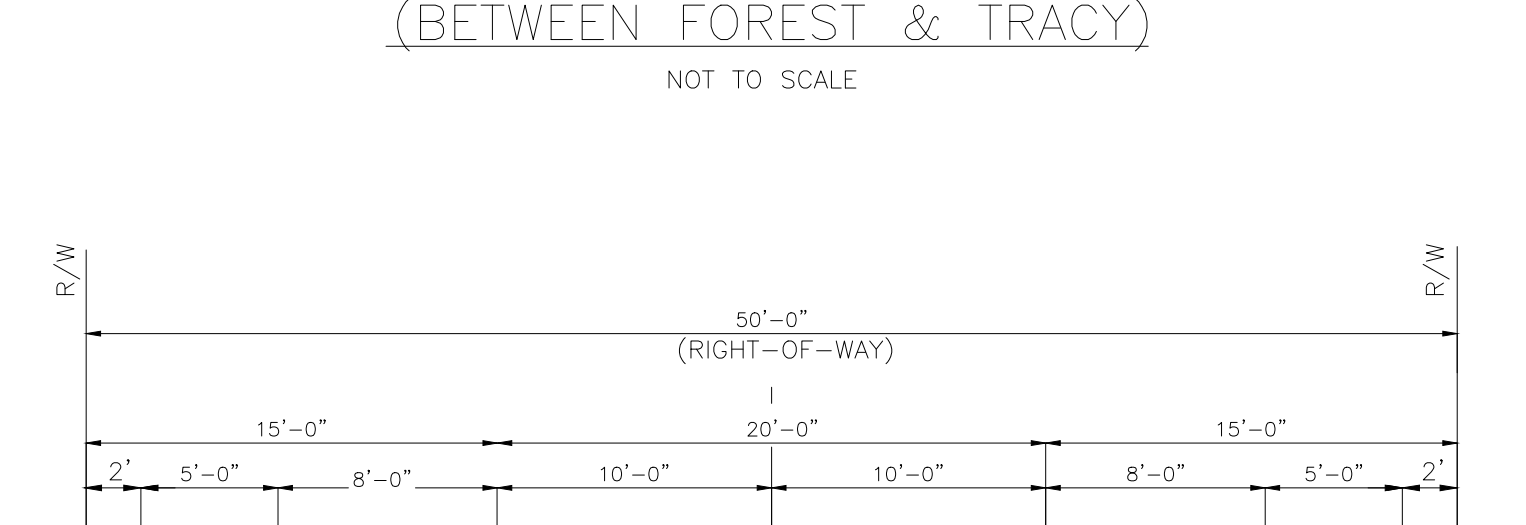 (BETWEEN FOREST & TRACY)
NOT TO SCALE
R/W
R/W
50'-0"
(RIGHT-OF-WAY)
15'-0" 20'-0" 15'-0"
2' 5'-0" 8'-0" 10'-0" 10'-0" 8'-0" 5'-0" 2'